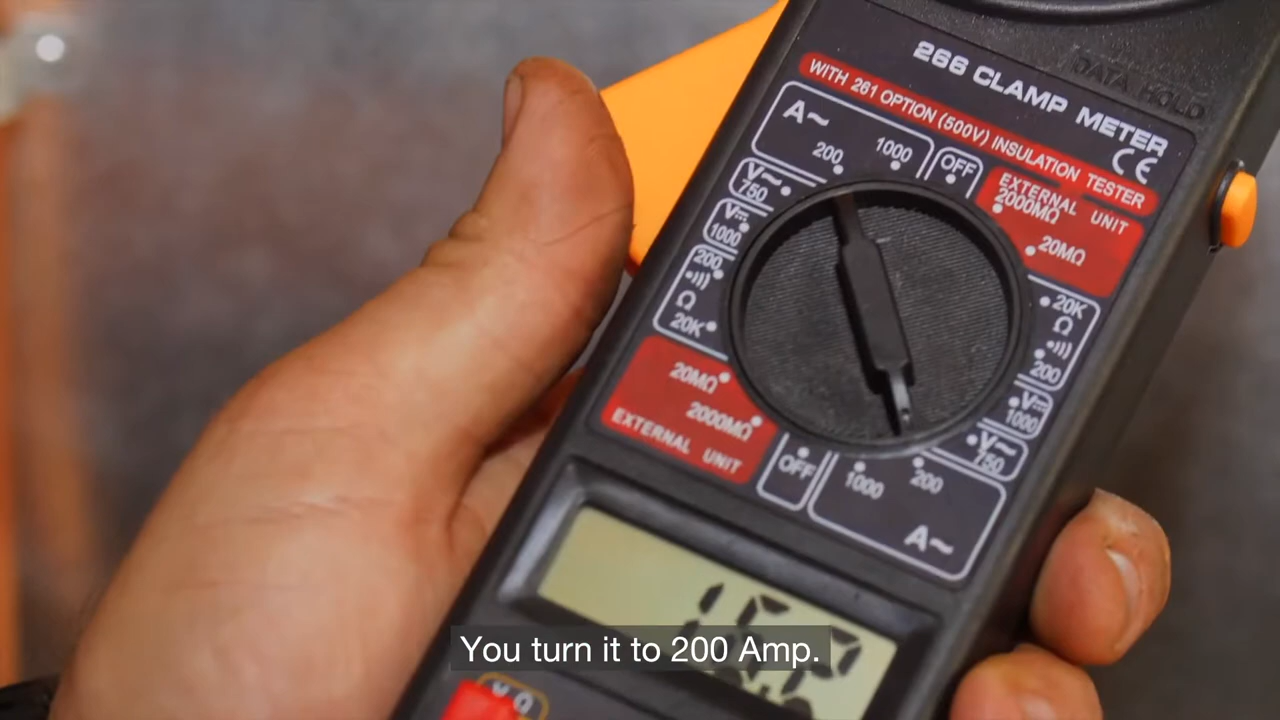 266 CLAMP METER
DATA HOLD
WITH 261 OPTION (500V) INSULATION TESTER
CE
A~
200
1000
OFF
EXTERNAL UNIT
2000MΩ
20MΩ
V~
750
V⎓
1000
200
•)))
Ω
20K
20K
Ω
•)))
200
V⎓
1000
V~
750
20MΩ
2000MΩ
EXTERNAL UNIT
OFF
1000
200
A~
You turn it to 200 Amp.
VΩ